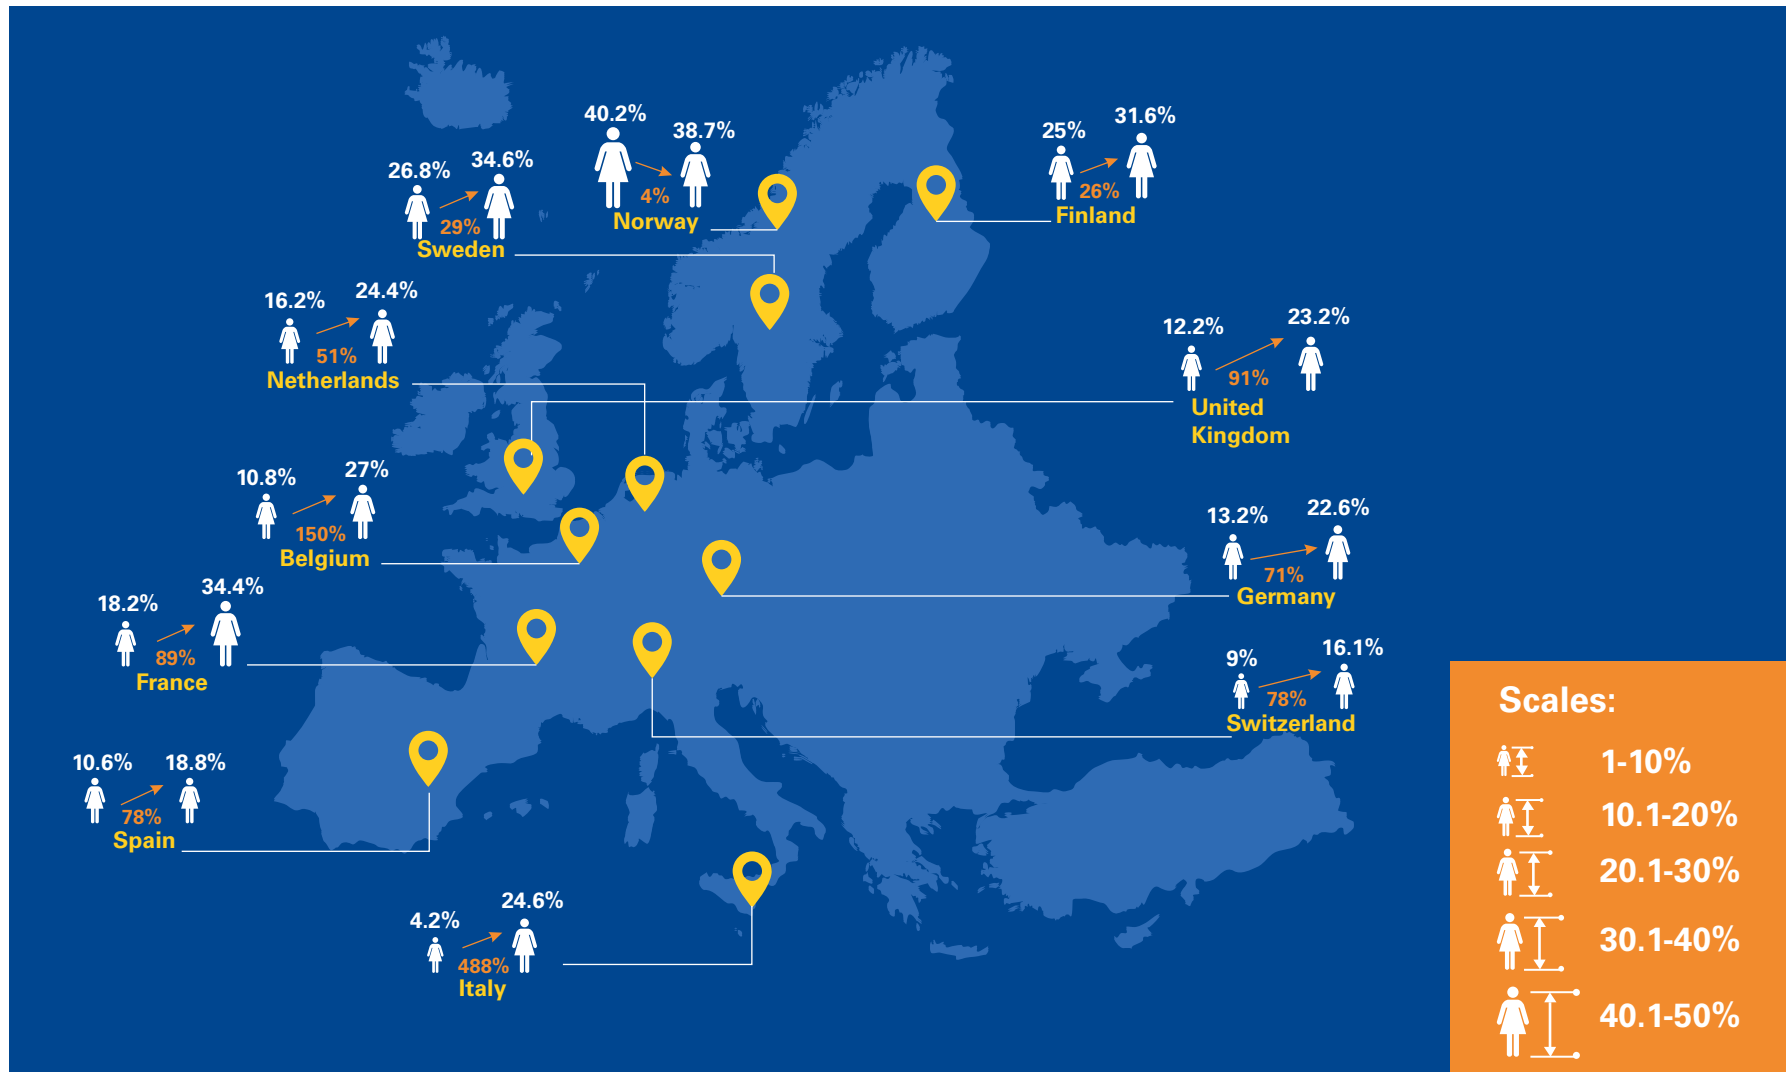 40.2%
38.7%
4%
Norway
25%
31.6%
26%
Finland
26.8%
34.6%
29%
Sweden
16.2%
24.4%
51%
Netherlands
12.2%
23.2%
91%
United
Kingdom
10.8%
27%
150%
Belgium
13.2%
22.6%
71%
Germany
18.2%
34.4%
89%
France
9%
16.1%
78%
Switzerland
10.6%
18.8%
78%
Spain
4.2%
24.6%
488%
Italy
Scales:
1-10%
10.1-20%
20.1-30%
30.1-40%
40.1-50%